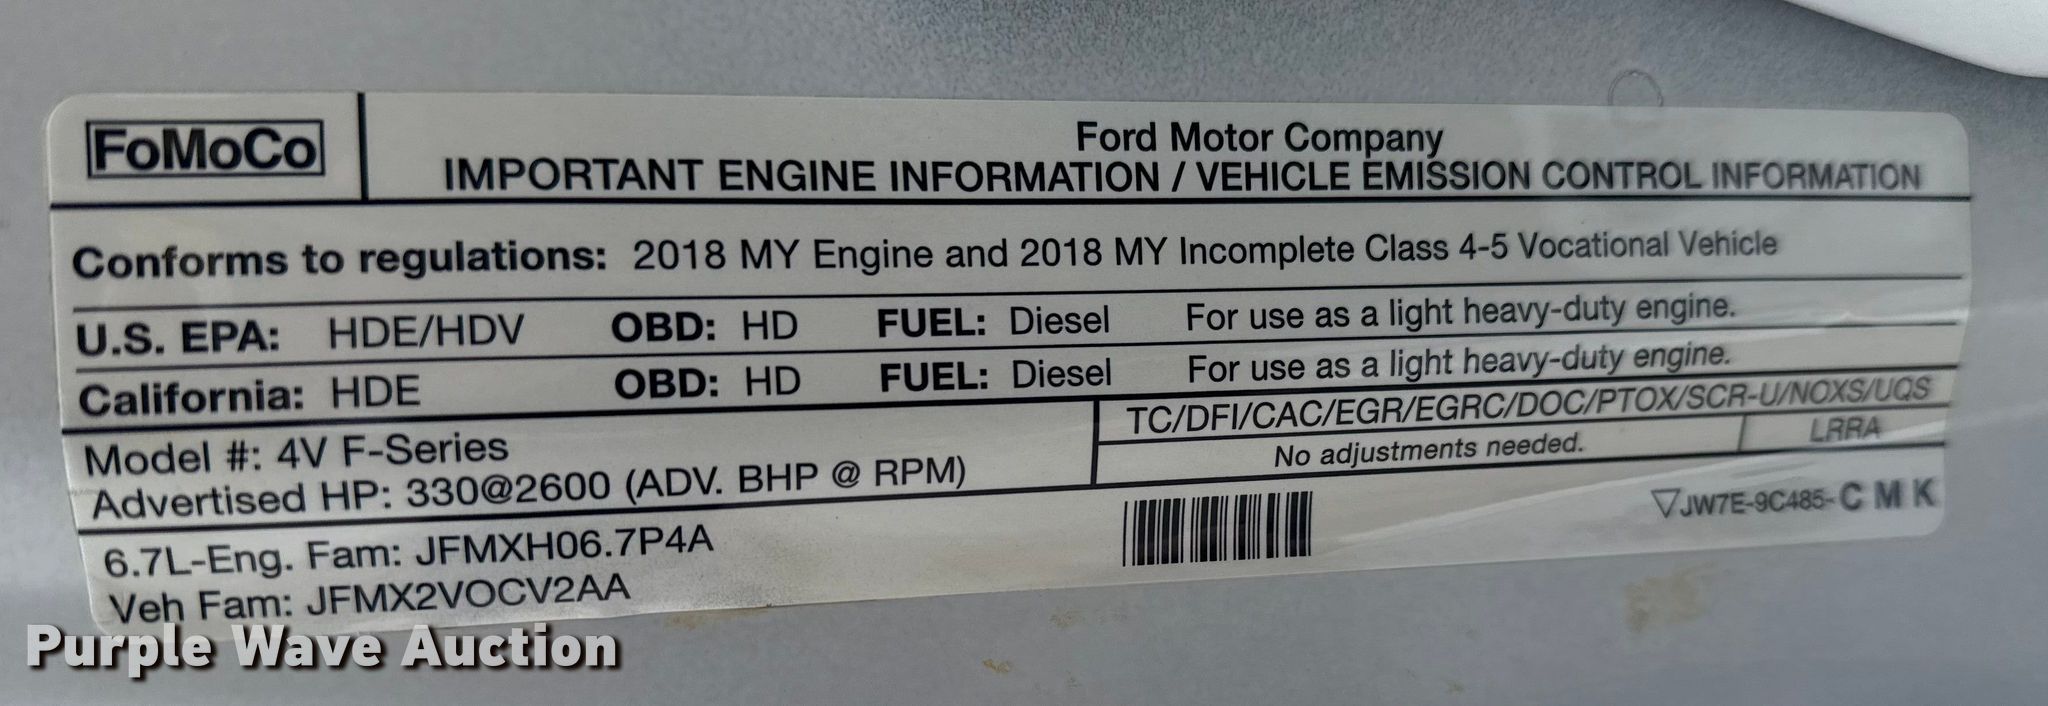 FoMoCo
Ford Motor Company
IMPORTANT ENGINE INFORMATION / VEHICLE EMISSION CONTROL INFORMATION
Conforms to regulations: 2018 MY Engine and 2018 MY Incomplete Class 4-5 Vocational Vehicle
U.S. EPA: HDE/HDV OBD: HD FUEL: Diesel For use as a light heavy-duty engine.
California: HDE OBD: HD FUEL: Diesel For use as a light heavy-duty engine.
TC/DFI/CAC/EGR/EGRC/DOC/PTOX/SCR-U/NOXS/UQS
Model #: 4V F-Series
No adjustments needed. LRRA
Advertised HP: 330@2600 (ADV. BHP @ RPM)
▽JW7E-9C485-C M K
6.7L-Eng. Fam: JFMXH06.7P4A
Veh Fam: JFMX2VOCV2AA
Purple Wave Auction